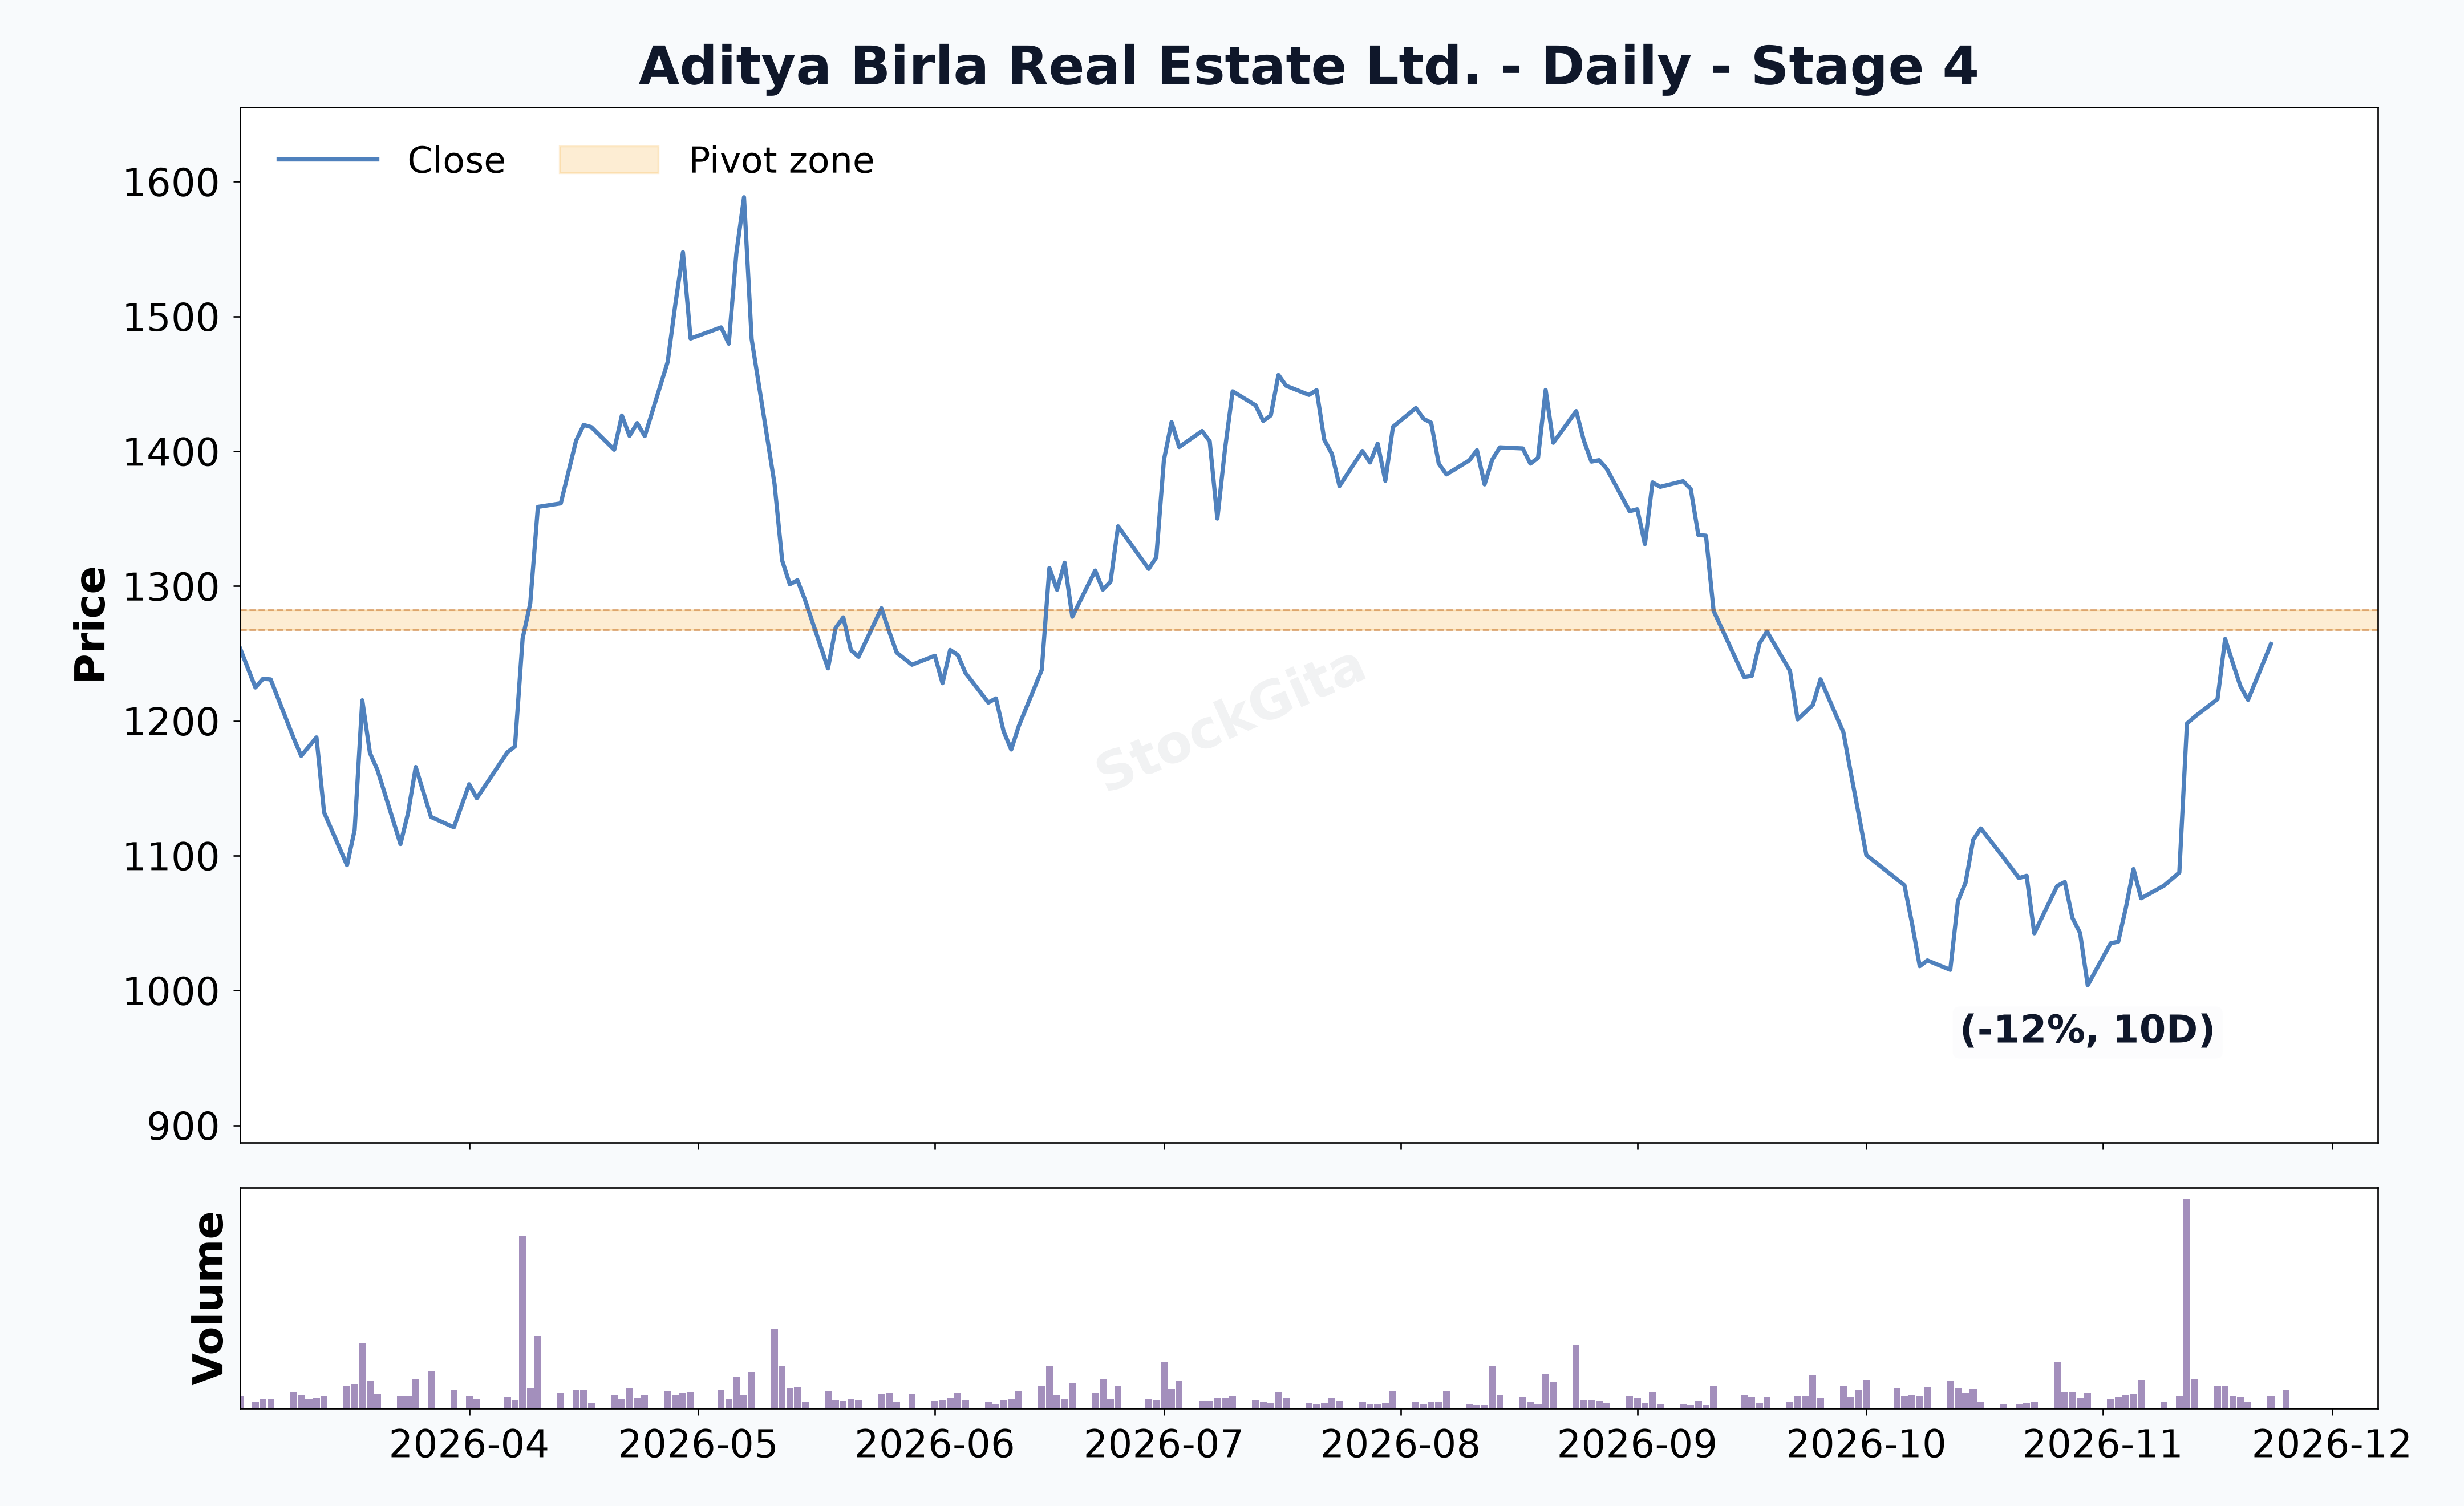 Aditya Birla Real Estate Ltd. - Daily - Stage 4
Close
Pivot zone
Price
1600
1500
1400
1300
1200
1100
1000
900
StockGita
(-12%, 10D)
Volume
2026-04
2026-05
2026-06
2026-07
2026-08
2026-09
2026-10
2026-11
2026-12